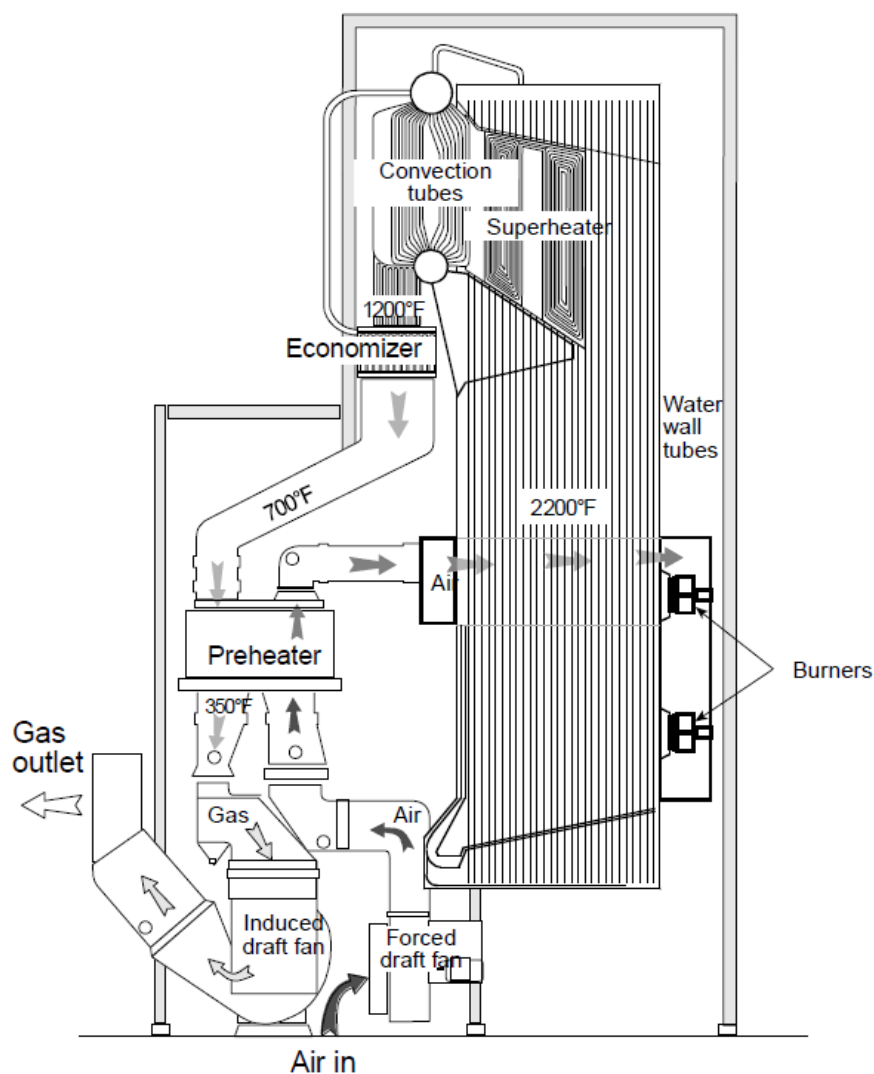 Convection
tubes
Superheater
1200°F
Economizer
Water
wall
tubes
700°F
2200°F
Air
Preheater
Burners
350°F
Gas
outlet
Gas
Air
Induced
draft fan
Forced
draft fan
Air in